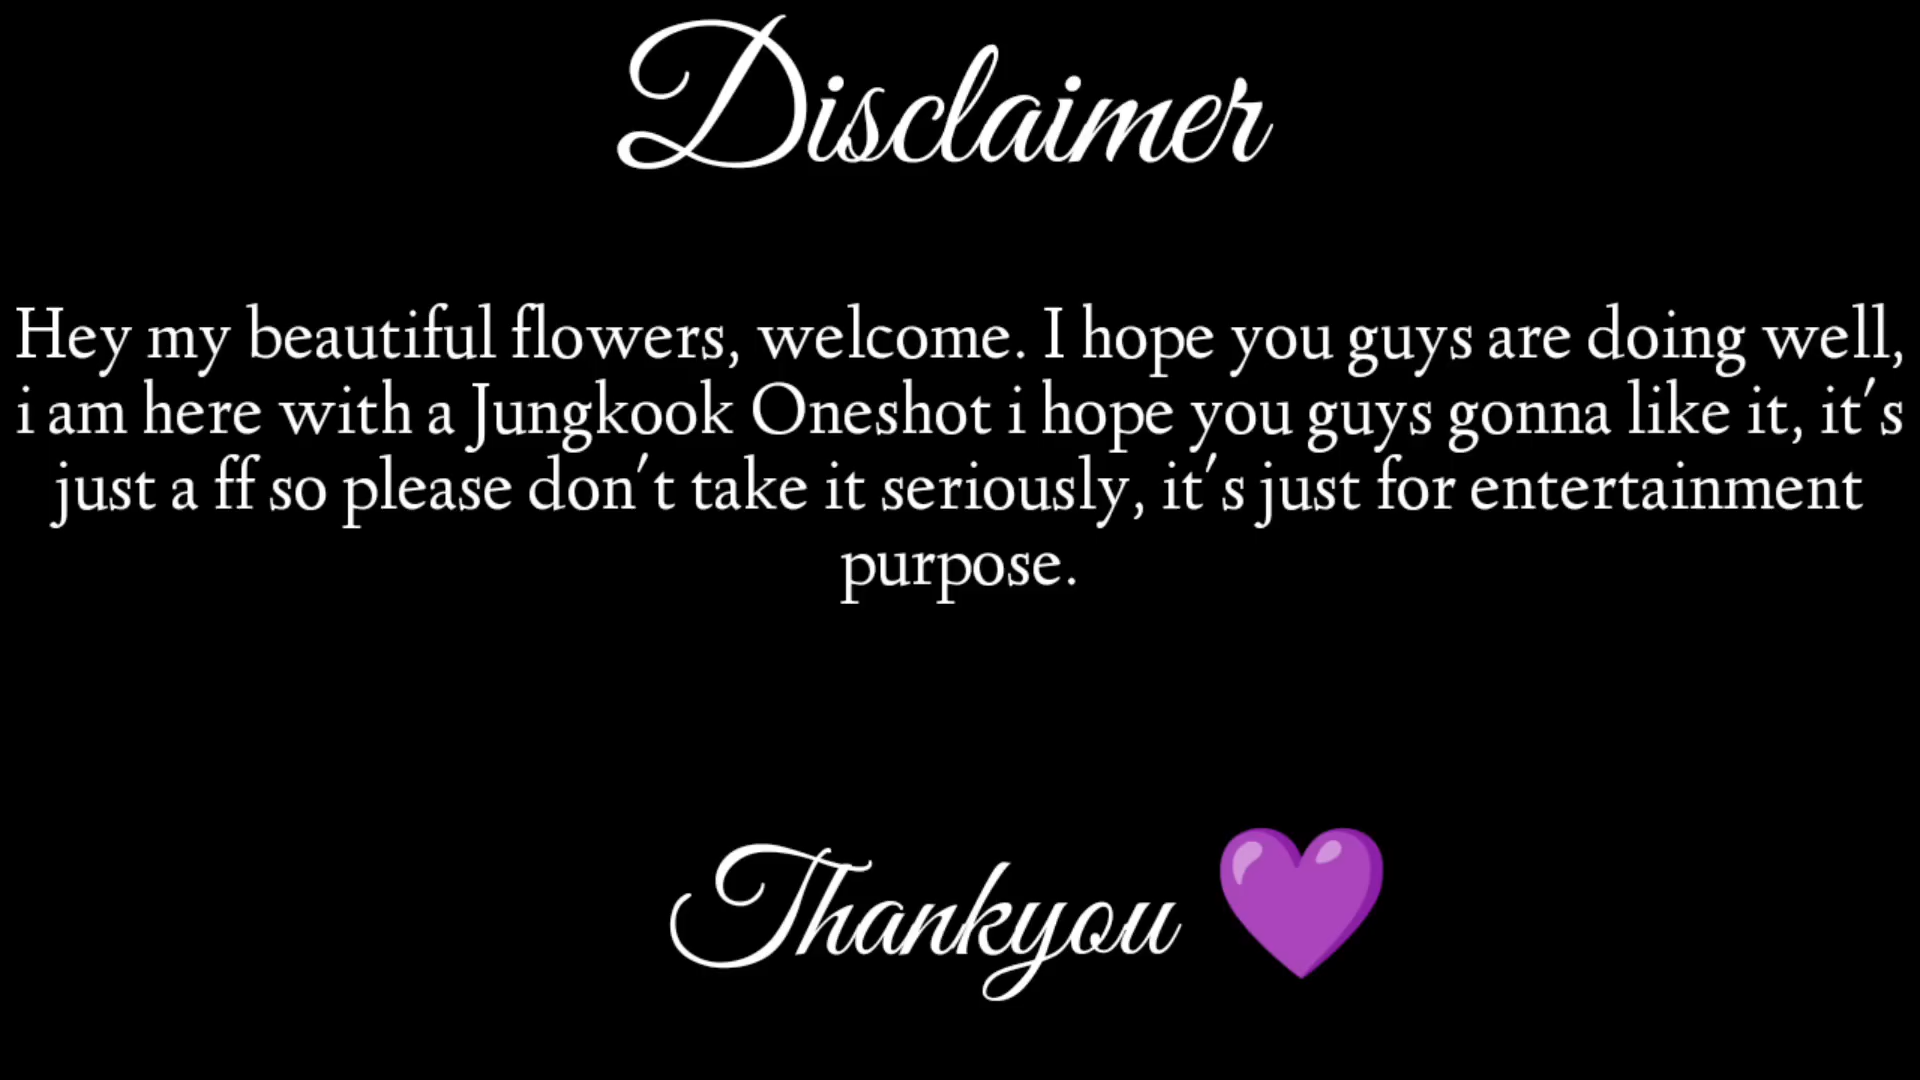 Disclaimer
Hey my beautiful flowers, welcome. I hope you guys are doing well,
i am here with a Jungkook Oneshot i hope you guys gonna like it, it's
just a ff so please don't take it seriously, it's just for entertainment
purpose.
Thankyou 💜